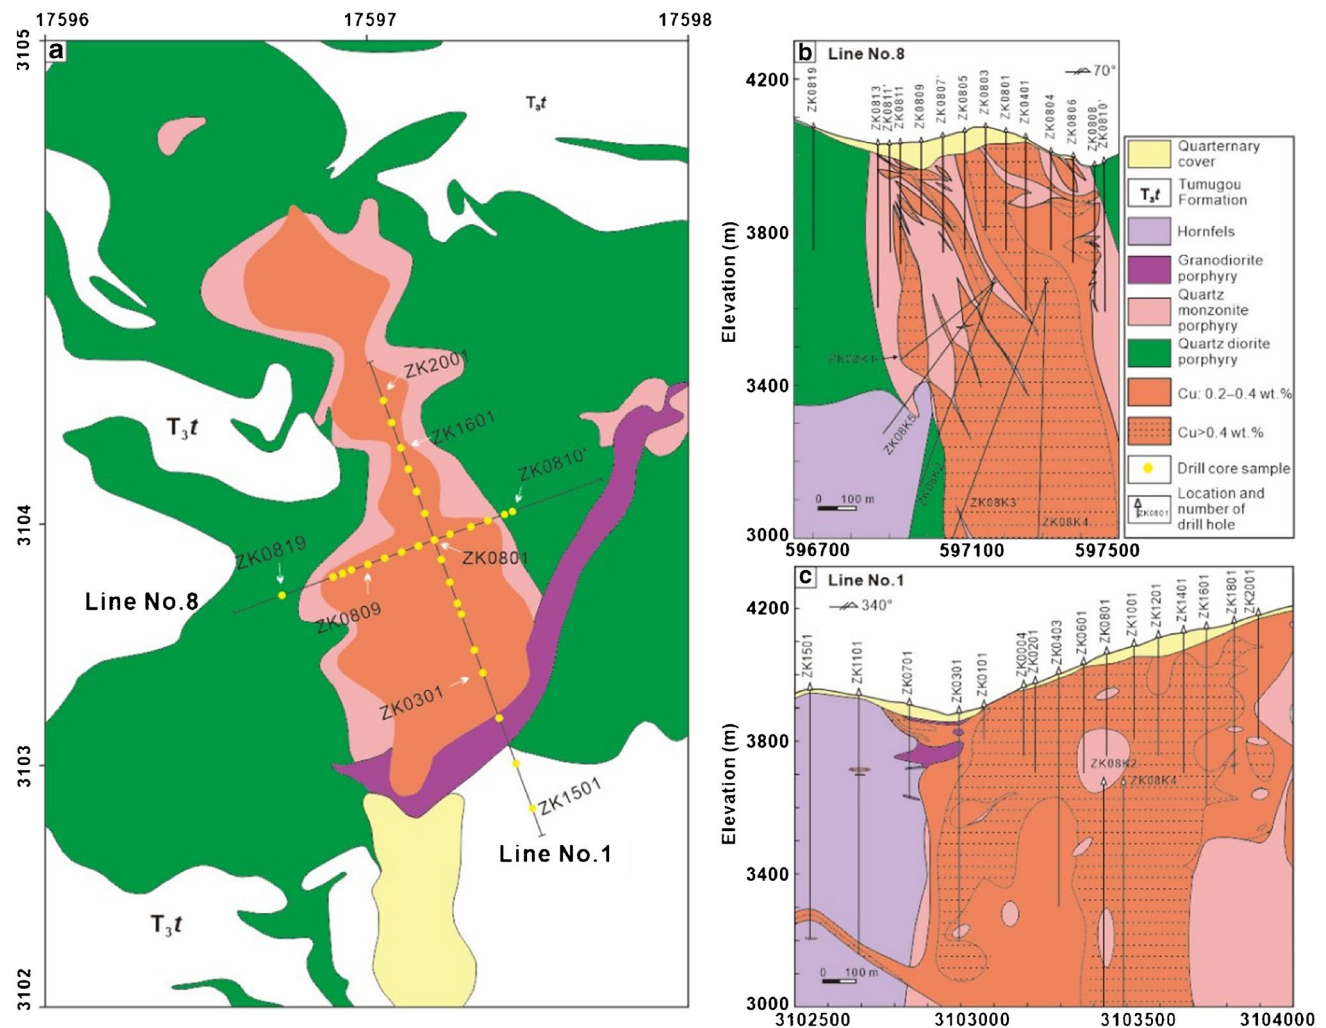 17596
17597
17598
3105
3104
3103
3102
a
T₃t
T₃t
T₃t
ZK2001
ZK1601
ZK0810'
ZK0819
ZK0801
ZK0809
ZK0301
ZK1501
Line No.8
Line No.1
b
Line No.8
70°
4200
3800
3400
3000
Elevation (m)
ZK0819
ZK0813
ZK0811'
ZK0811
ZK0809
ZK0807'
ZK0805
ZK0803
ZK0801
ZK0401
ZK0804
ZK0806
ZK0808
ZK0810'
ZK08K1
ZK08K5
ZK08K2
ZK08K3
ZK08K4
0 100 m
596700
597100
597500
Quarternary
cover
T₃t
Tumugou
Formation
Hornfels
Granodiorite
porphyry
Quartz
monzonite
porphyry
Quartz diorite
porphyry
Cu: 0.2–0.4 wt.%
Cu>0.4 wt.%
Drill core sample
ZK0801
Location and
number of
drill hole
c
Line No.1
340°
4200
3800
3400
3000
Elevation (m)
ZK1501
ZK1101
ZK0701
ZK0301
ZK0101
ZK0004
ZK0201
ZK0403
ZK0601
ZK0801
ZK1001
ZK1201
ZK1401
ZK1601
ZK1801
ZK2001
ZK08K2
ZK08K4
0 100 m
3102500
3103000
3103500
3104000